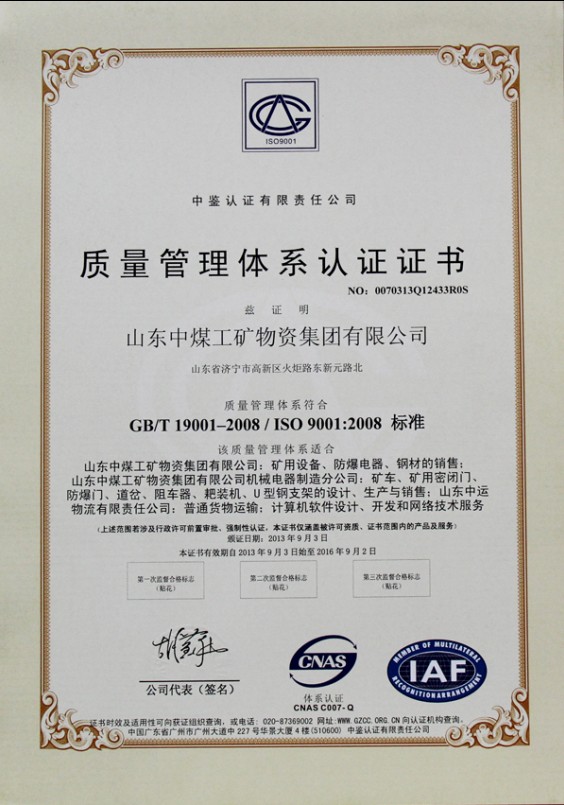 ISO9001
中鉴认证有限责任公司
质量管理体系认证证书
NO：0070313Q12433R0S
兹 证 明
山东中煤工矿物资集团有限公司
山东省济宁市高新区火炬路东新元路北
质量管理体系符合
GB/T 19001–2008 / ISO 9001:2008 标准
该质量管理体系适合
山东中煤工矿物资集团有限公司：矿用设备、防爆电器、钢材的销售；
山东中煤工矿物资集团有限公司机械电器制造分公司：矿车、矿用密闭门、
防爆门、道岔、阻车器、耙装机、U型钢支架的设计、生产与销售；山东中运
物流有限责任公司：普通货物运输；计算机软件设计、开发和网络技术服务
（上述范围若涉及行政许可前置审批、强制性认证，本证书仅涵盖被许可资质、证书范围内的产品及服务）
颁证日期：2013年9月3日
本证书有效期自2013年9月3日始至2016年9月2日
第一次监督合格标志
（贴花）
第二次监督合格标志
（贴花）
第三次监督合格标志
（贴花）
公司代表（签名）
CNAS
体系认证
CNAS C007-Q
MEMBER OF MULTILATERAL
IAF
RECOGNITION ARRANGEMENT
证书时效及适用性可向获证组织查询，或电话：020-87369002 网址:WWW.GZCC.ORG.CN向认证机构查询。
中国广东省广州市广州大道中227号华景大厦4楼(510600) 中鉴认证有限责任公司